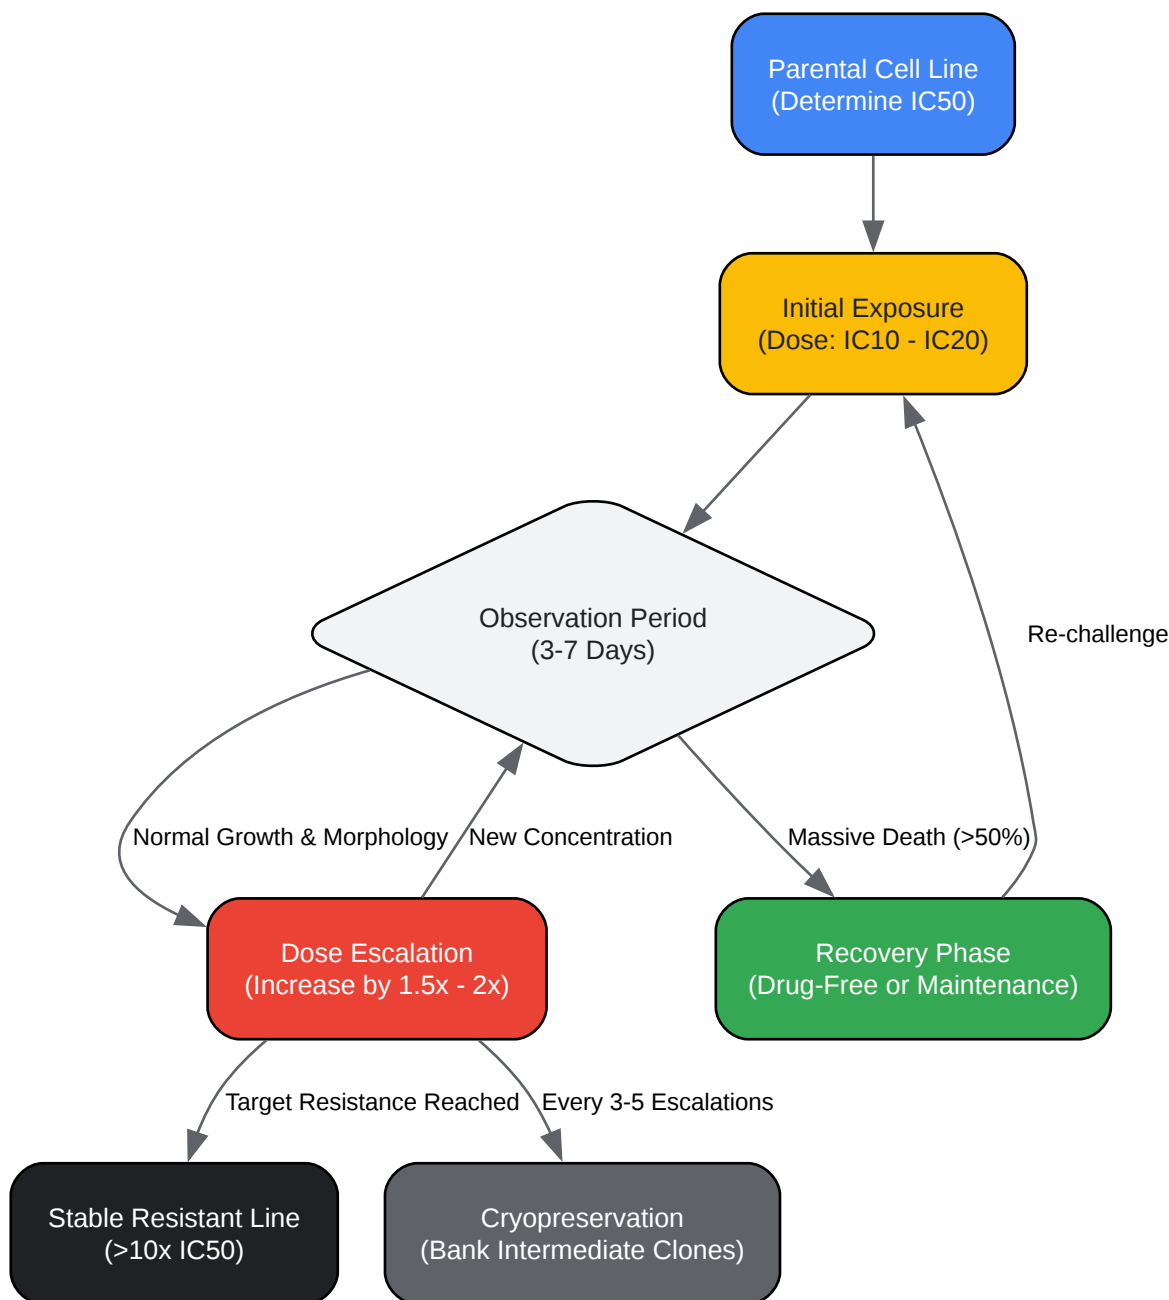 Parental Cell Line
(Determine IC50)
Initial Exposure
(Dose: IC10 - IC20)
Observation Period
(3-7 Days)
Re-challenge
Normal Growth & Morphology
New Concentration
Massive Death (>50%)
Dose Escalation
(Increase by 1.5x - 2x)
Recovery Phase
(Drug-Free or Maintenance)
Target Resistance Reached
Every 3-5 Escalations
Stable Resistant Line
(>10x IC50)
Cryopreservation
(Bank Intermediate Clones)